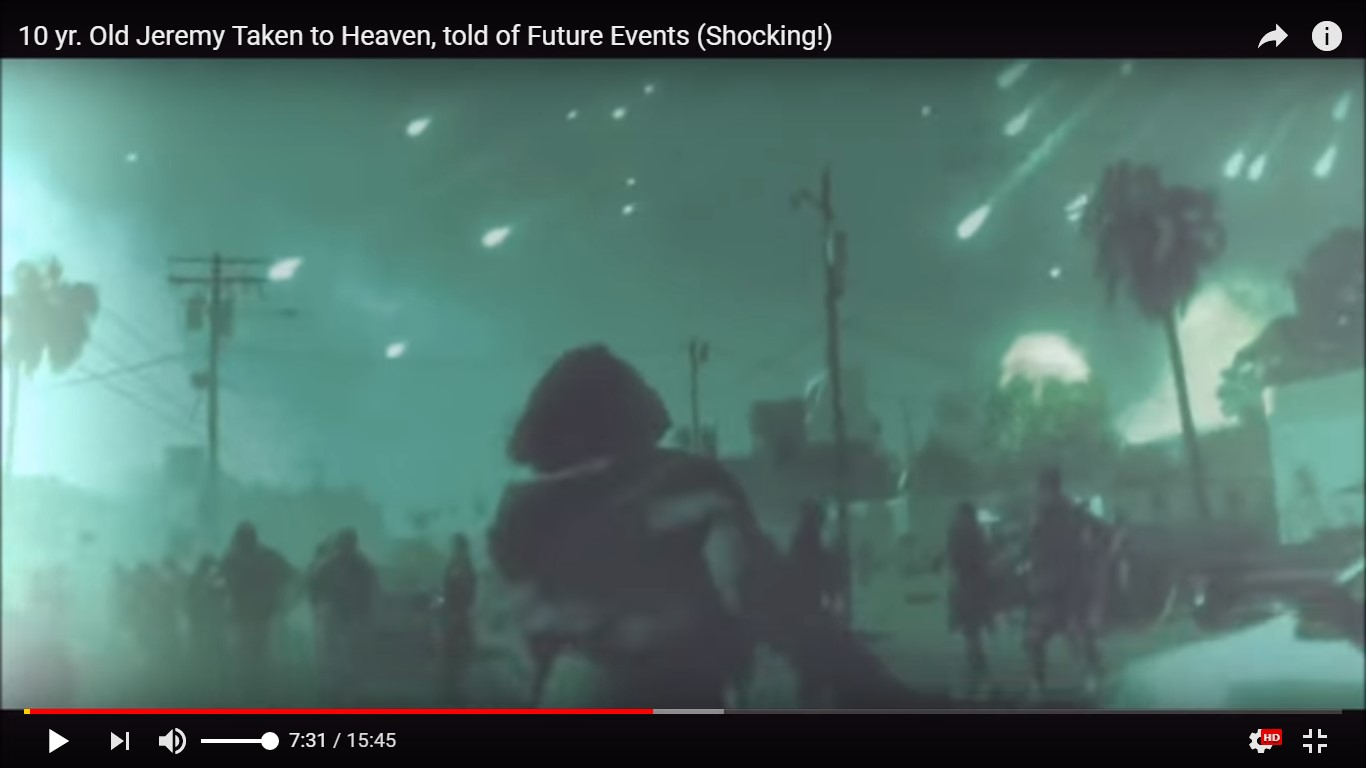 10 yr. Old Jeremy Taken to Heaven, told of Future Events (Shocking!)
7:31 / 15:45
HD